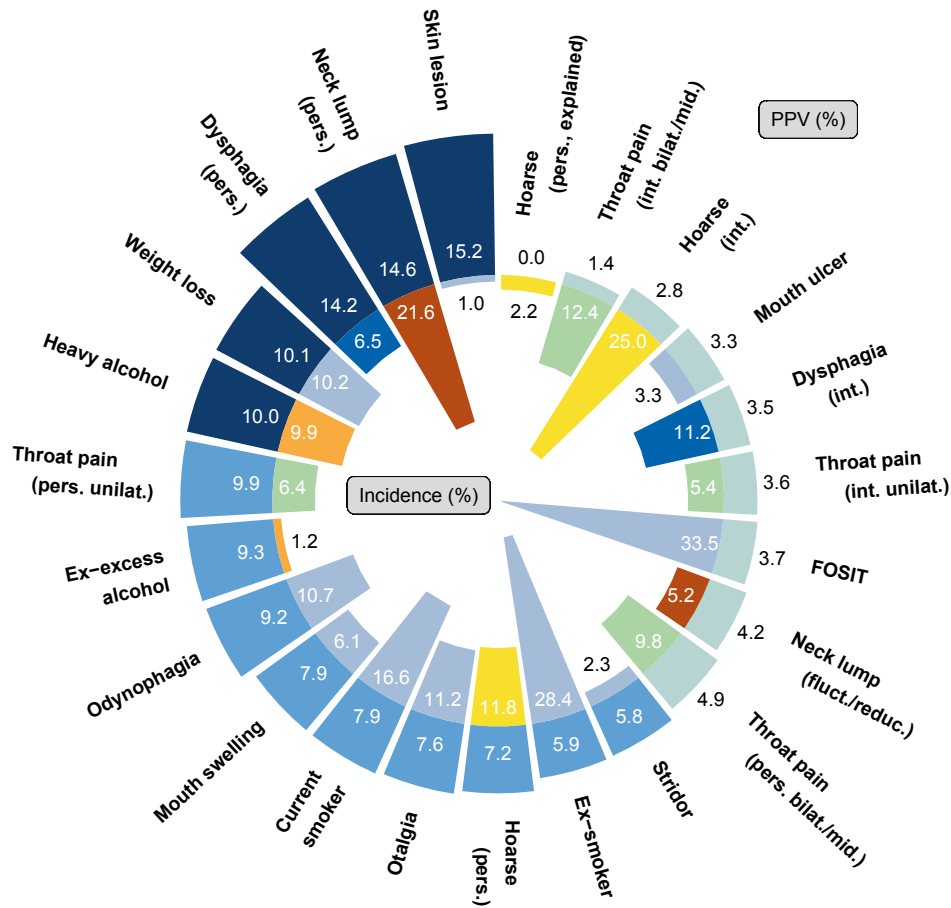 PPV (%)
Incidence (%)
Hoarse
(pers., explained)
0.0
2.2
Throat pain
(int. bilat./mid.)
1.4
12.4
Hoarse
(int.)
2.8
25.0
Mouth ulcer
3.3
3.3
Dysphagia
(int.)
3.5
11.2
Throat pain
(int. unilat.)
3.6
5.4
FOSIT
3.7
33.5
Neck lump
(fluct./reduc.)
4.2
5.2
Throat pain
(pers. bilat./mid.)
4.9
9.8
Stridor
5.8
2.3
Ex−smoker
5.9
28.4
Hoarse
(pers.)
7.2
11.8
Otalgia
7.6
11.2
Current
smoker
7.9
16.6
Mouth swelling
7.9
6.1
Odynophagia
9.2
10.7
Ex−excess
alcohol
9.3
1.2
Throat pain
(pers. unilat.)
9.9
6.4
Heavy alcohol
10.0
9.9
Weight loss
10.1
10.2
Dysphagia
(pers.)
14.2
6.5
Neck lump
(pers.)
14.6
21.6
Skin lesion
15.2
1.0